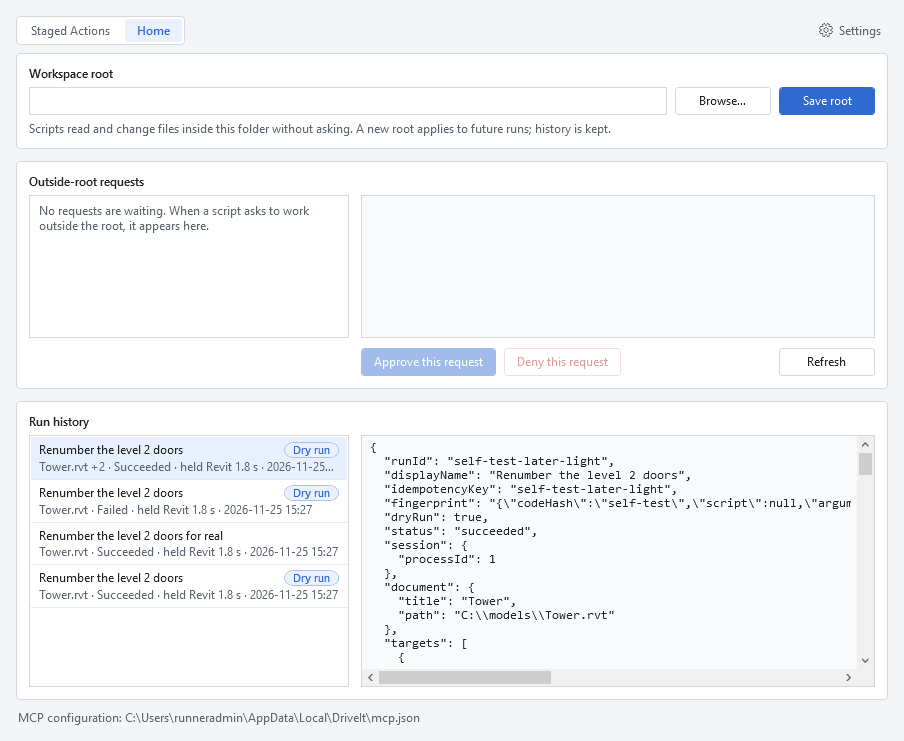 Staged Actions
Home
Settings
Workspace root
Browse...
Save root
Scripts read and change files inside this folder without asking. A new root applies to future runs; history is kept.
Outside-root requests
No requests are waiting. When a script asks to work
outside the root, it appears here.
Approve this request
Deny this request
Refresh
Run history
Renumber the level 2 doors
Dry run
Tower.rvt +2 · Succeeded · held Revit 1.8 s · 2026-11-25...
Renumber the level 2 doors
Dry run
Tower.rvt · Failed · held Revit 1.8 s · 2026-11-25 15:27
Renumber the level 2 doors for real
Tower.rvt · Succeeded · held Revit 1.8 s · 2026-11-25 15:27
Renumber the level 2 doors
Dry run
Tower.rvt · Succeeded · held Revit 1.8 s · 2026-11-25 15:27
{
"runId": "self-test-later-light",
"displayName": "Renumber the level 2 doors",
"idempotencyKey": "self-test-later-light",
"fingerprint": "{\"codeHash\":\"self-test\",\"script\":null,\"argum
"dryRun": true,
"status": "succeeded",
"session": {
"processId": 1
},
"document": {
"title": "Tower",
"path": "C:\\models\\Tower.rvt"
},
"targets": [
{
MCP configuration: C:\Users\runneradmin\AppData\Local\DriveIt\mcp.json